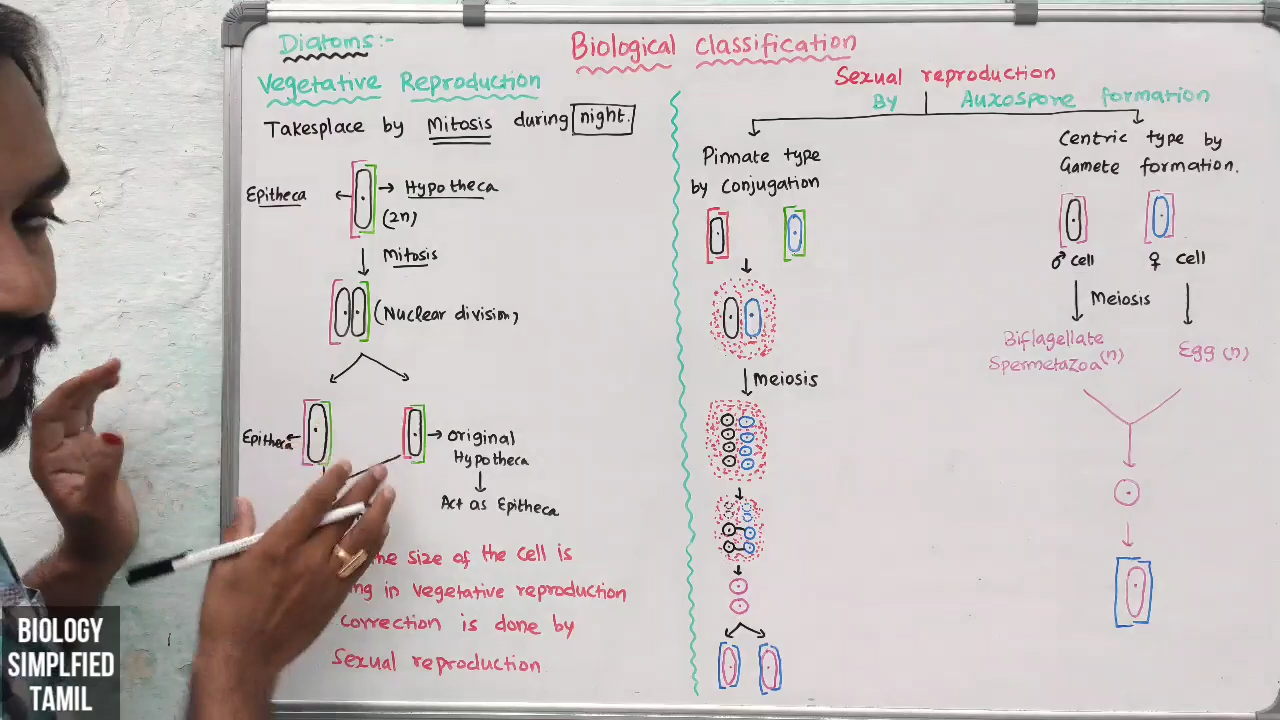 Diatoms:-
Biological Classification
Vegetative Reproduction
Takesplace by Mitosis during night.
Epitheca
Hypotheca
(2n)
Mitosis
(Nuclear division)
Epitheca
Original
Hypotheca
Act as Epitheca
the size of the cell is
in vegetative reproduction
correction is done by
Sexual reproduction
Sexual reproduction
By Auxospore formation
Pinnate type
by Conjugation
Meiosis
Centric type by
Gamete formation.
♂ cell
♀ cell
Meiosis
Biflagellate
Spermetazoa (n)
Egg (n)
BIOLOGY
SIMPLFIED
TAMIL